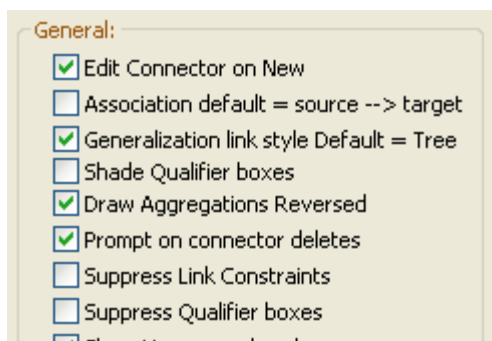 General:
Edit Connector on New
Association default = source --> target
Generalization link style Default = Tree
Shade Qualifier boxes
Draw Aggregations Reversed
Prompt on connector deletes
Suppress Link Constraints
Suppress Qualifier boxes